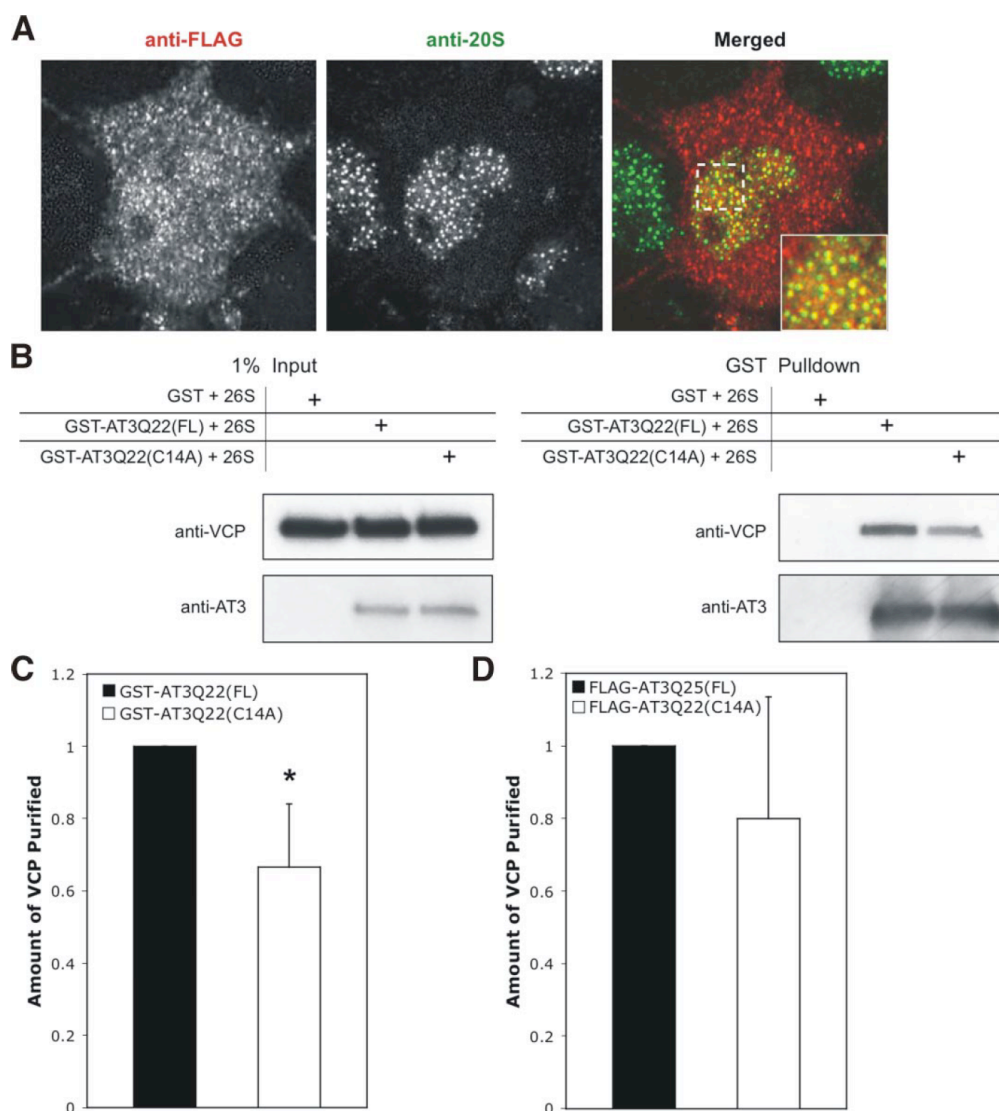 A
anti-FLAG anti-20S Merged
B
1% Input
GST + 26S +
GST-AT3Q22(FL) + 26S +
GST-AT3Q22(C14A) + 26S +
anti-VCP
anti-AT3
GST Pulldown
GST + 26S +
GST-AT3Q22(FL) + 26S +
GST-AT3Q22(C14A) + 26S +
anti-VCP
anti-AT3
C
Amount of VCP Purified
1.2
1
0.8
0.6
0.4
0.2
0
GST-AT3Q22(FL)
GST-AT3Q22(C14A)
*
D
Amount of VCP Purified
1.2
1
0.8
0.6
0.4
0.2
0
FLAG-AT3Q25(FL)
FLAG-AT3Q22(C14A)